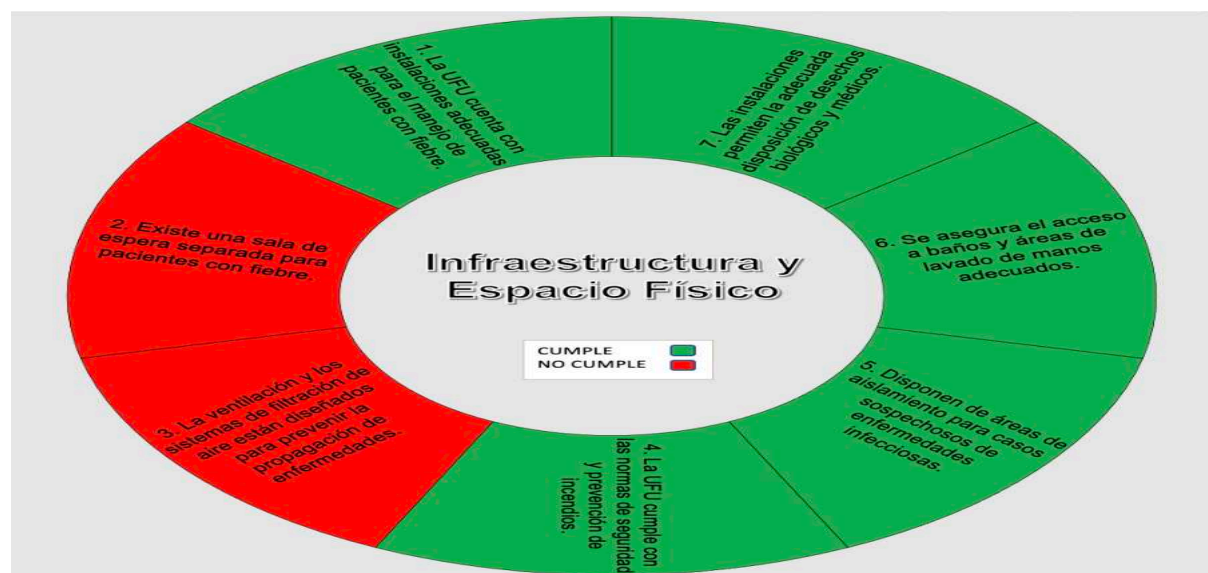 Infraestructura y
Espacio Físico
CUMPLE
NO CUMPLE
1. La UFU cuenta con
instalaciones adecuadas
para el manejo de
pacientes con fiebre.
2. Existe una sala de
espera separada para
pacientes con fiebre.
3. La ventilación y los
sistemas de filtración de
aire están diseñados
para prevenir la
propagación de
enfermedades.
4. La UFU cumple con
las normas de seguridad
y prevención de
incendios.
5. Disponen de áreas de
aislamiento para casos
sospechosos de
enfermedades
infecciosas.
6. Se asegura el acceso
a baños y áreas de
lavado de manos
adecuados.
7. Las instalaciones
permiten la adecuada
disposición de desechos
biológicos y médicos.